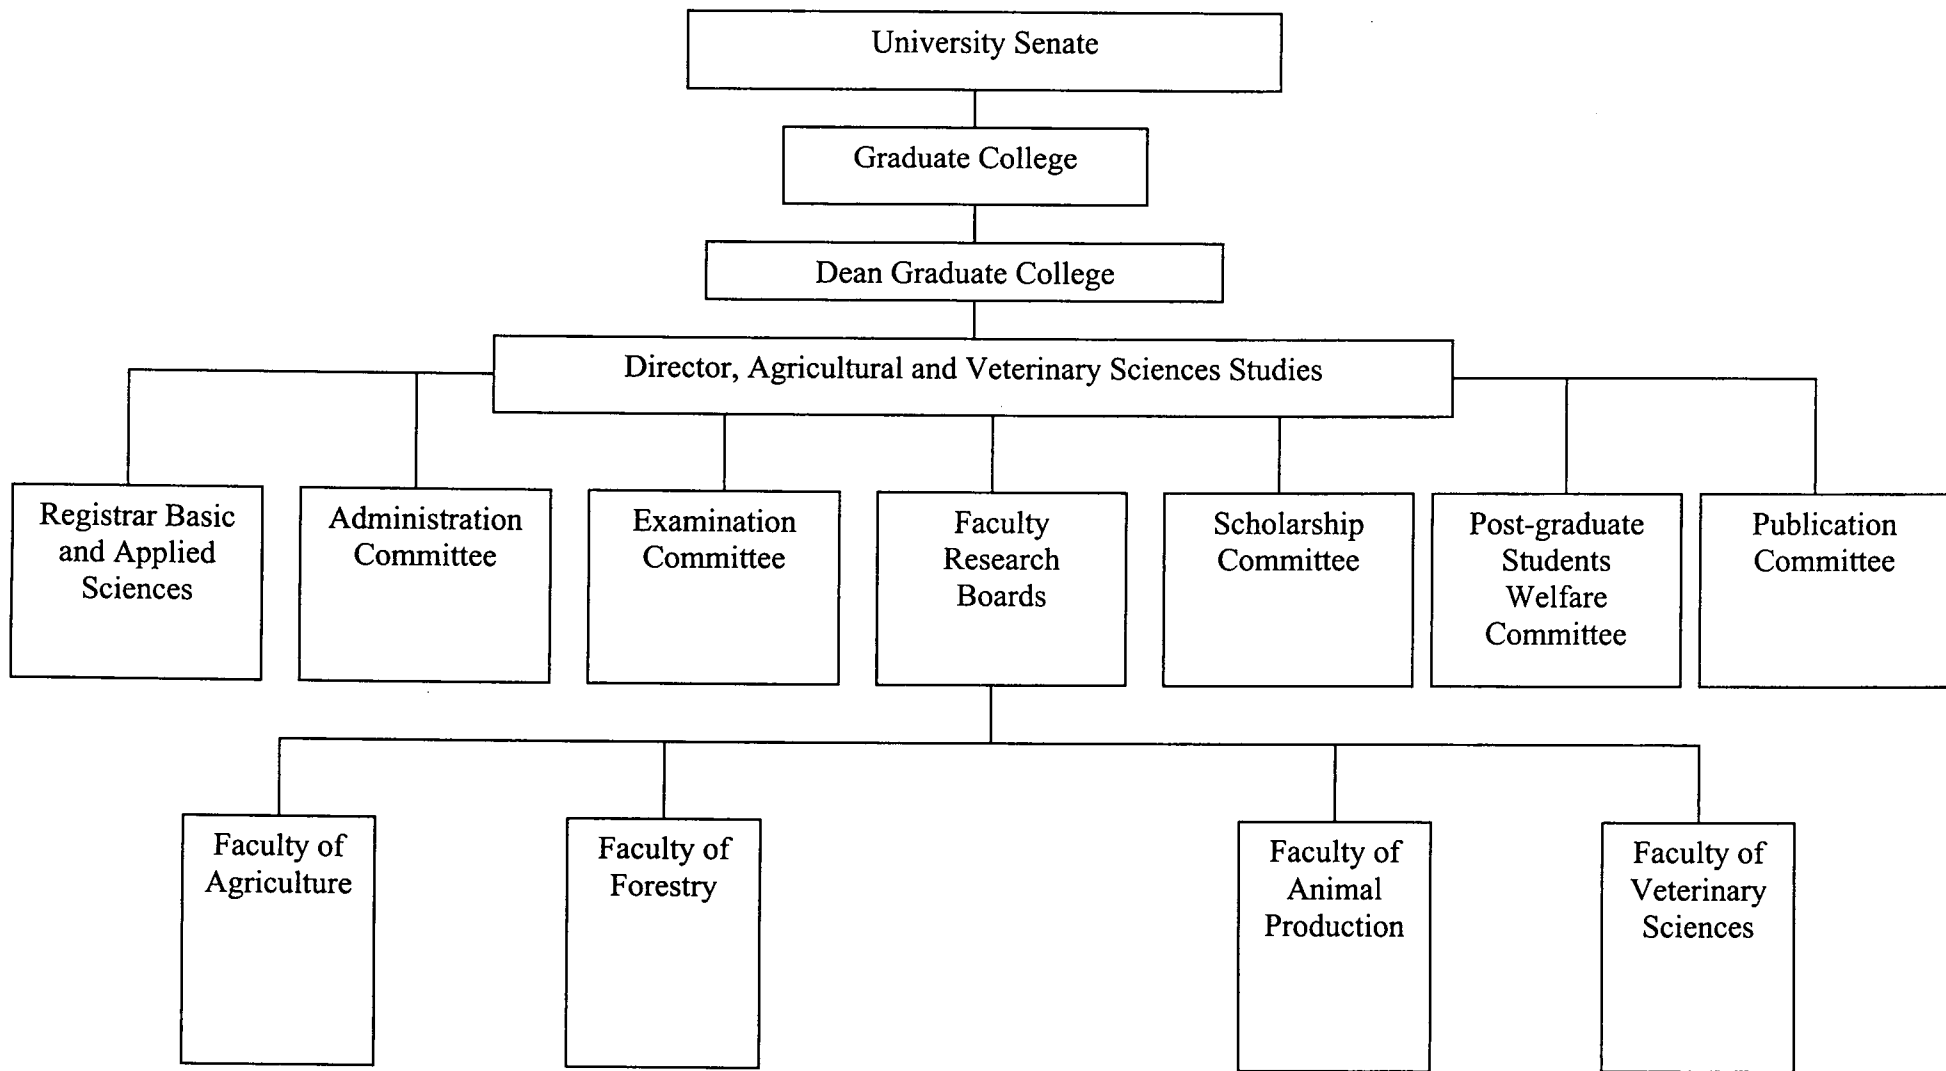 University Senate
Graduate College
Dean Graduate College
Director, Agricultural and Veterinary Sciences Studies
Registrar Basic
and Applied
Sciences
Administration
Committee
Examination
Committee
Faculty
Research
Boards
Scholarship
Committee
Post-graduate
Students
Welfare
Committee
Publication
Committee
Faculty of
Agriculture
Faculty of
Forestry
Faculty of
Animal
Production
Faculty of
Veterinary
Sciences